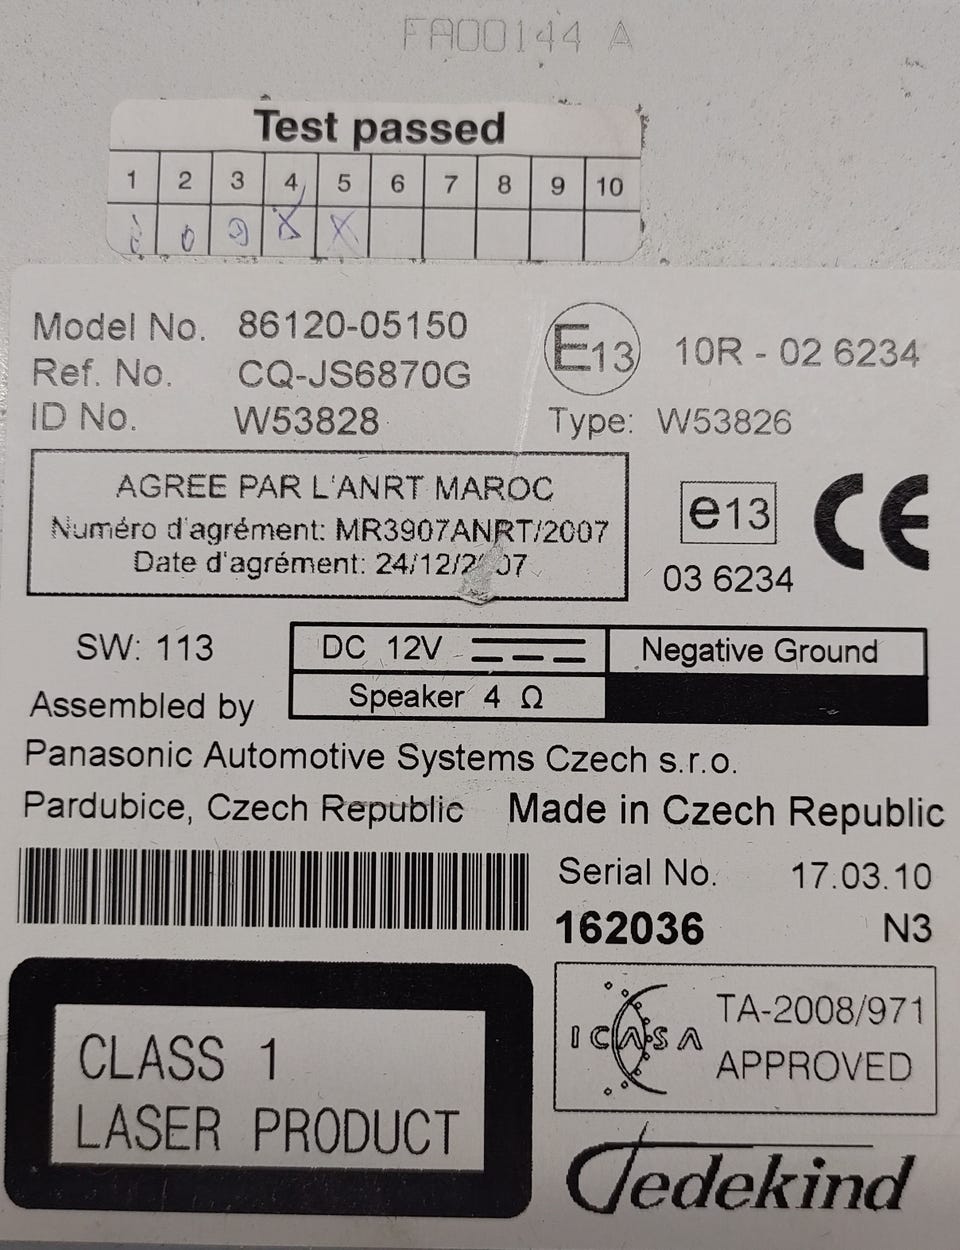 FA00144 A
Test passed
1 2 3 4 5 6 7 8 9 10
X X
Model No. 86120-05150
Ref. No. CQ-JS6870G
ID No. W53828
E13 10R - 02 6234
Type: W53826
AGREE PAR L'ANRT MAROC
Numéro d'agrément: MR3907ANRT/2007
Date d'agrément: 24/12/2007
e13 CE
03 6234
SW: 113
DC 12V Negative Ground
Speaker 4 Ω
Assembled by
Panasonic Automotive Systems Czech s.r.o.
Pardubice, Czech Republic Made in Czech Republic
Serial No. 17.03.10
162036 N3
CLASS 1
LASER PRODUCT
ICASA TA-2008/971
APPROVED
Tedekind